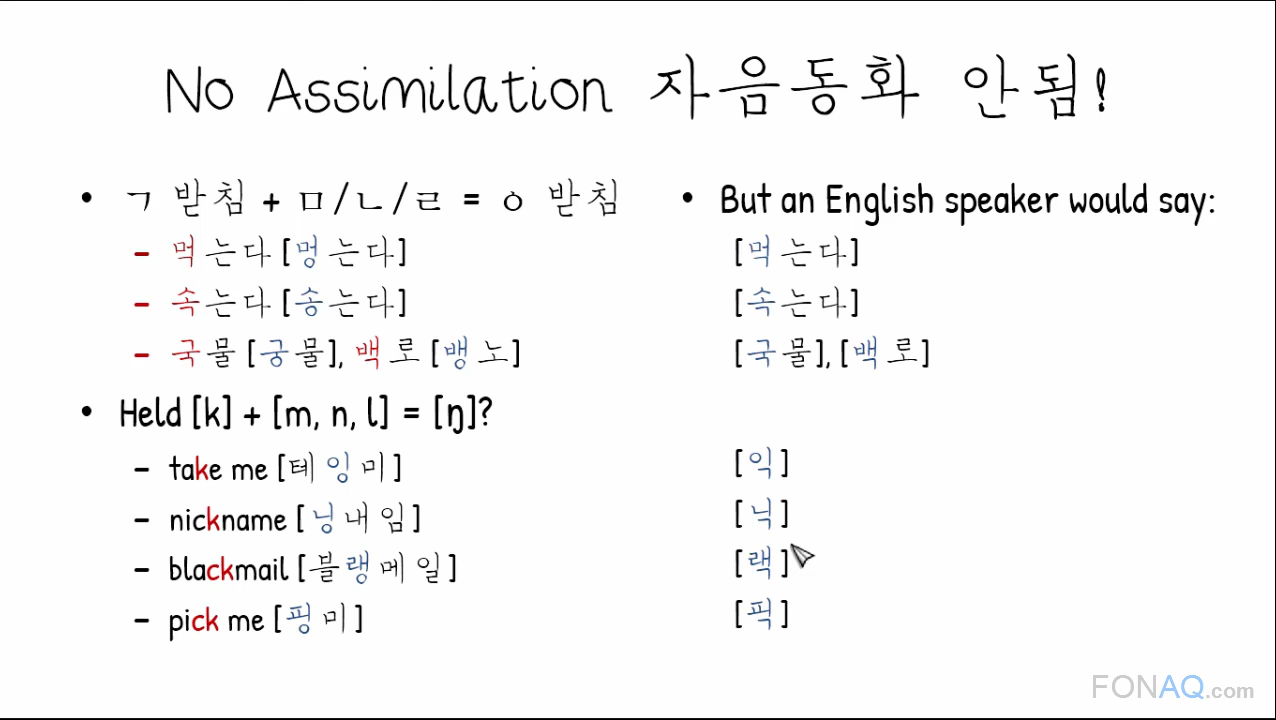 No Assimilation 자음동화 안됨!
• ㄱ 받침 + ㅁ/ㄴ/ㄹ = ㅇ 받침
– 먹는다 [멍는다]
– 속는다 [송는다]
– 국물 [궁물], 백로 [뱅노]
• Held [k] + [m, n, l] = [ŋ]?
– take me [테잉미]
– nickname [닝내임]
– blackmail [블랭메일]
– pick me [핑미]
• But an English speaker would say:
[먹는다]
[속는다]
[국물], [백로]
[익]
[닉]
[랙]
[픽]
FONAQ.com